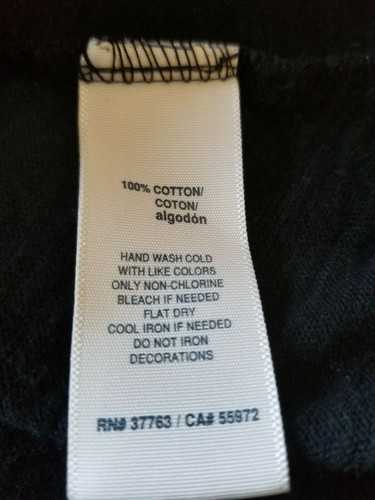 100% COTTON/
COTON/
algodón
HAND WASH COLD
WITH LIKE COLORS
ONLY NON-CHLORINE
BLEACH IF NEEDED
FLAT DRY
COOL IRON IF NEEDED
DO NOT IRON
DECORATIONS
RN# 37763 / CA# 55972